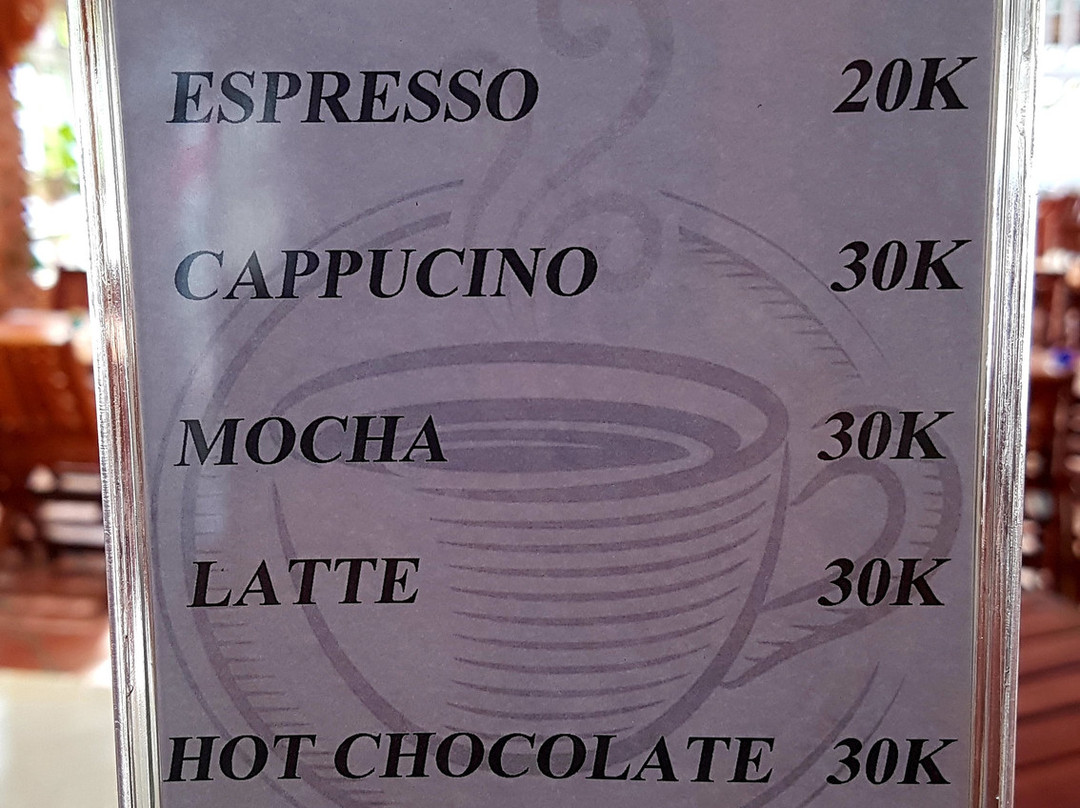 ESPRESSO 20K
CAPPUCINO 30K
MOCHA 30K
LATTE 30K
HOT CHOCOLATE 30K